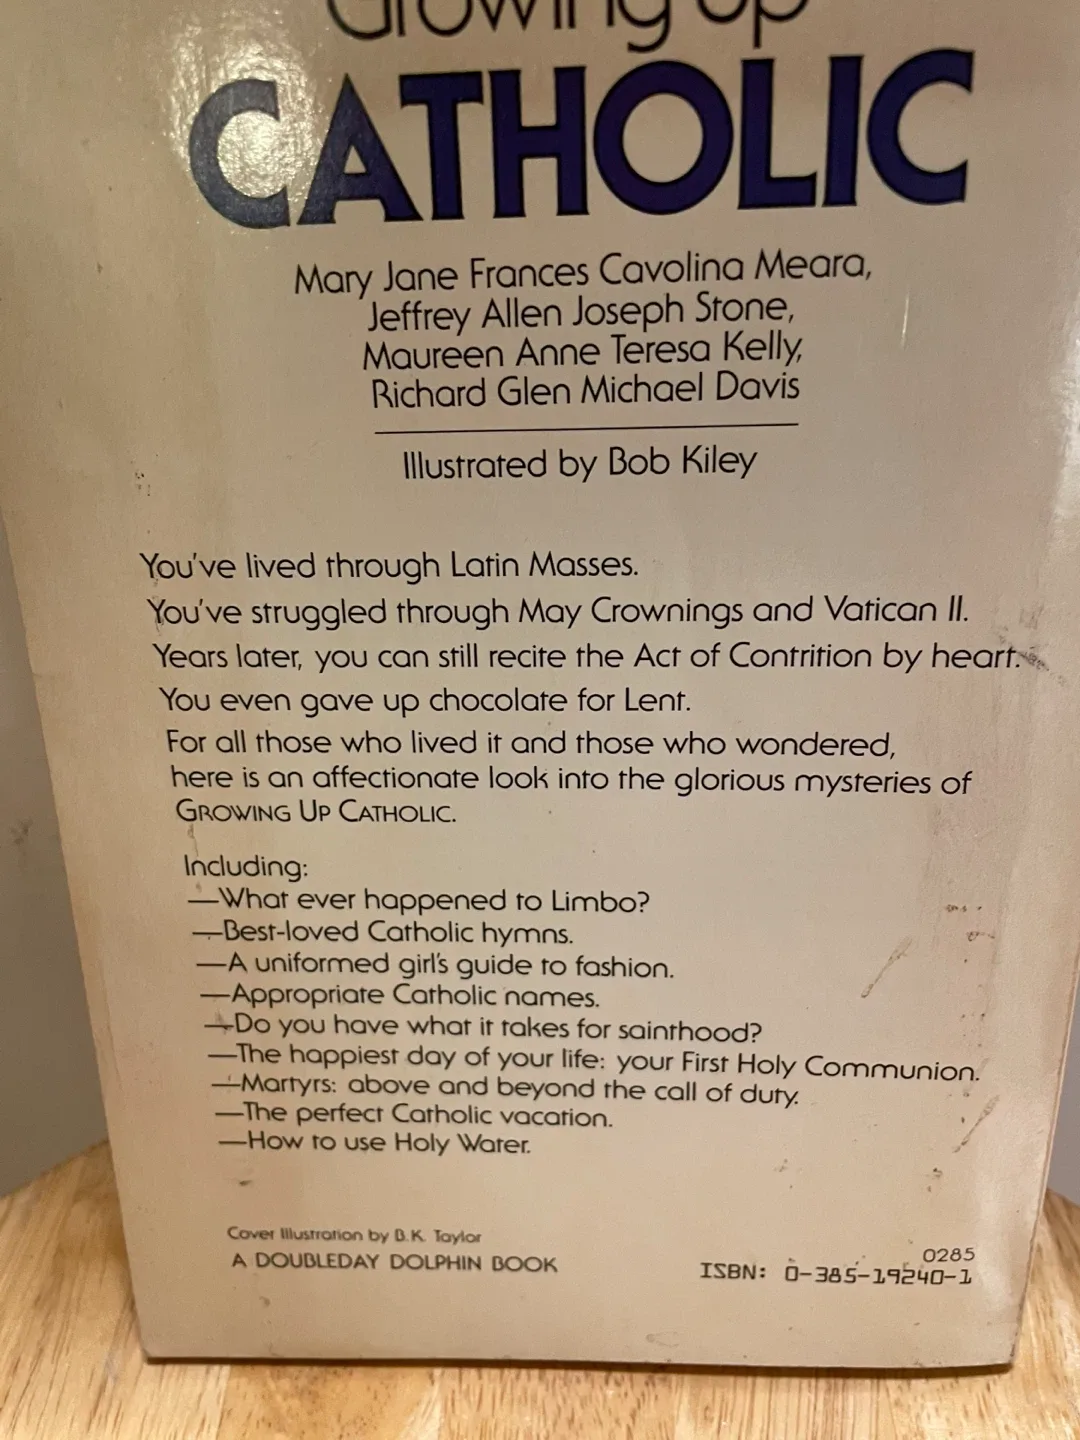 Growing Up
CATHOLIC
Mary Jane Frances Cavolina Meara,
Jeffrey Allen Joseph Stone,
Maureen Anne Teresa Kelly,
Richard Glen Michael Davis
Illustrated by Bob Kiley
You've lived through Latin Masses.
You've struggled through May Crownings and Vatican II.
Years later, you can still recite the Act of Contrition by heart.
You even gave up chocolate for Lent.
For all those who lived it and those who wondered,
here is an affectionate look into the glorious mysteries of
GROWING UP CATHOLIC.
Including:
—What ever happened to Limbo?
—Best-loved Catholic hymns.
—A uniformed girl's guide to fashion.
—Appropriate Catholic names.
—Do you have what it takes for sainthood?
—The happiest day of your life: your First Holy Communion.
—Martyrs: above and beyond the call of duty.
—The perfect Catholic vacation.
—How to use Holy Water.
Cover Illustration by B.K. Taylor
A DOUBLEDAY DOLPHIN BOOK
0285
ISBN: 0-385-19240-1